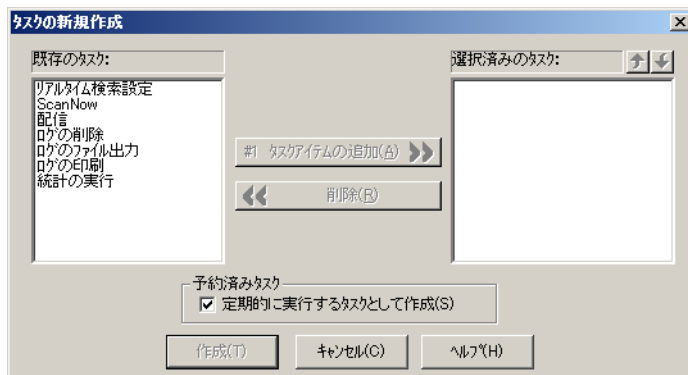 タスクの新規作成
既存のタスク:
選択済みのタスク:
リアルタイム検索設定
ScanNow
配信
ログの削除
ログのファイル出力
ログの印刷
統計の実行
#1 タスクアイテムの追加(A)
削除(R)
予約済みタスク
定期的に実行するタスクとして作成(S)
作成(T)
キャンセル(C)
ヘルプ(H)